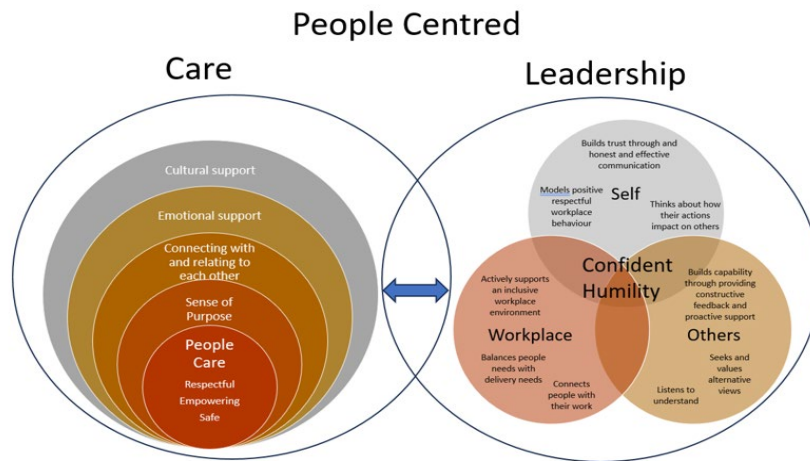 People Centred
Care
Leadership
Cultural support
Emotional support
Connecting with
and relating to
each other
Sense of
Purpose
People
Care
Respectful
Empowering
Safe
Builds trust through and
honest and effective
communication
Self
Models positive
respectful
workplace
behaviour
Thinks about how
their actions
impact on others
Confident
Humility
Actively supports
an inclusive
workplace
environment
Workplace
Balances people
needs with
delivery needs
Connects
people with
their work
Builds capability
through providing
constructive
feedback and
proactive support
Others
Seeks and
values
alternative
views
Listens to
understand